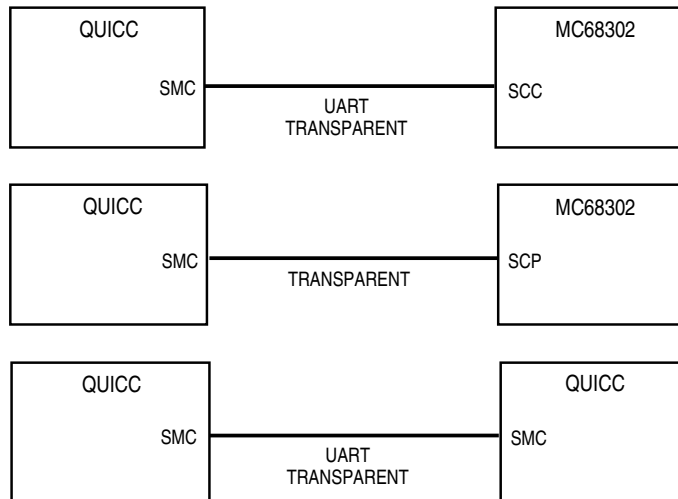 QUICC
MC68302
SMC
SCC
UART
TRANSPARENT
QUICC
MC68302
SMC
SCP
TRANSPARENT
QUICC
QUICC
SMC
SMC
UART
TRANSPARENT